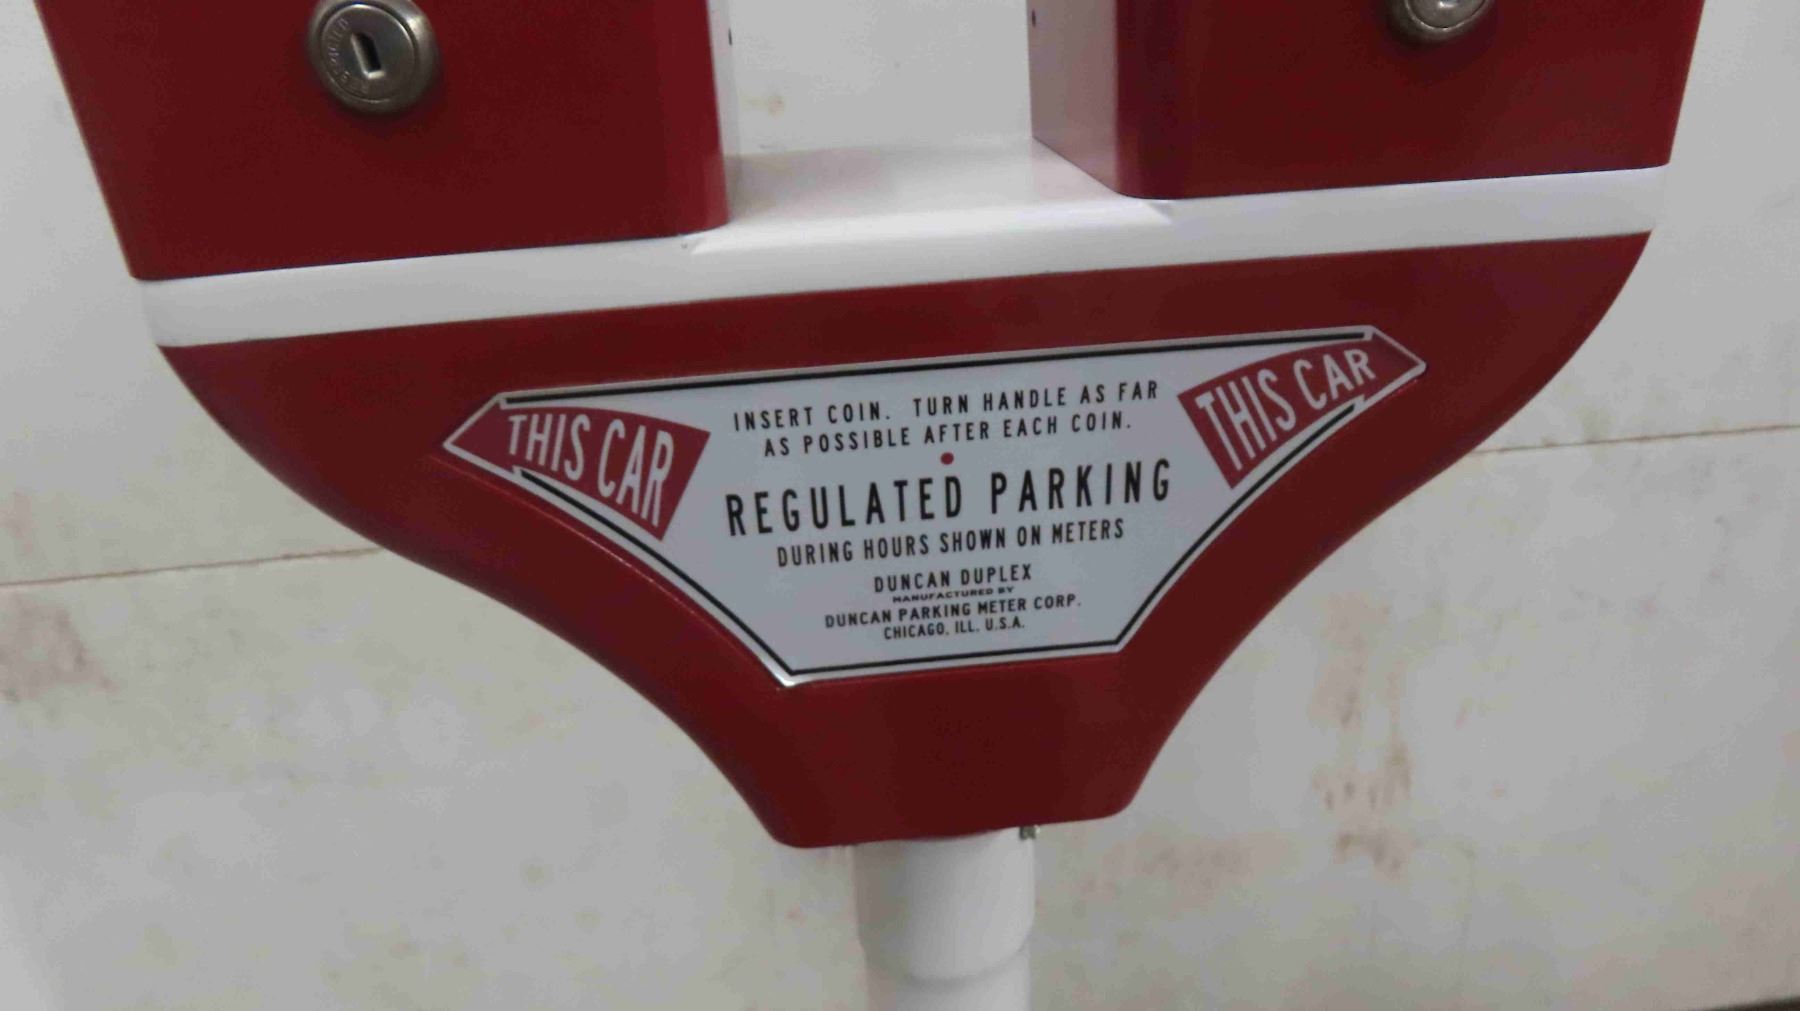 THIS CAR
INSERT COIN. TURN HANDLE AS FAR
AS POSSIBLE AFTER EACH COIN.
THIS CAR
REGULATED PARKING
DURING HOURS SHOWN ON METERS
DUNCAN DUPLEX
MANUFACTURED BY
DUNCAN PARKING METER CORP.
CHICAGO, ILL. U.S.A.